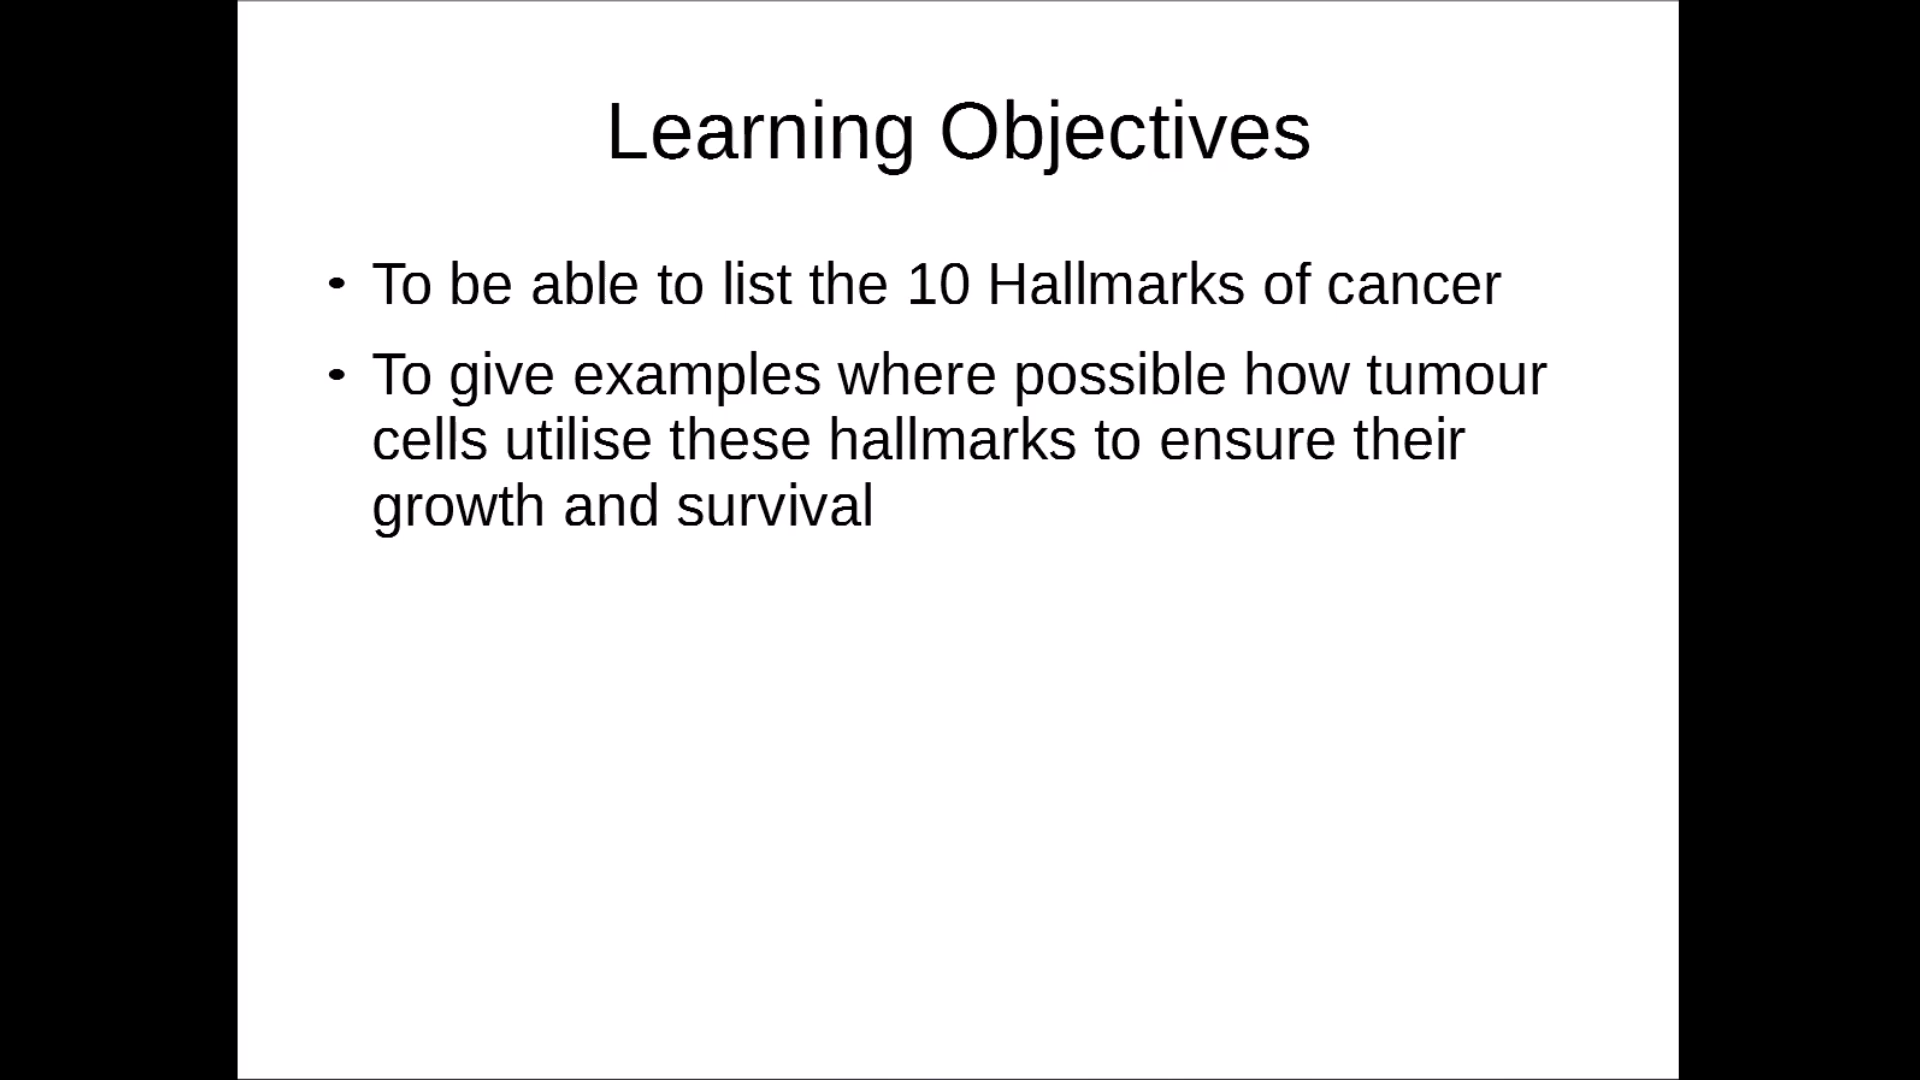 Learning Objectives
• To be able to list the 10 Hallmarks of cancer
• To give examples where possible how tumour
cells utilise these hallmarks to ensure their
growth and survival